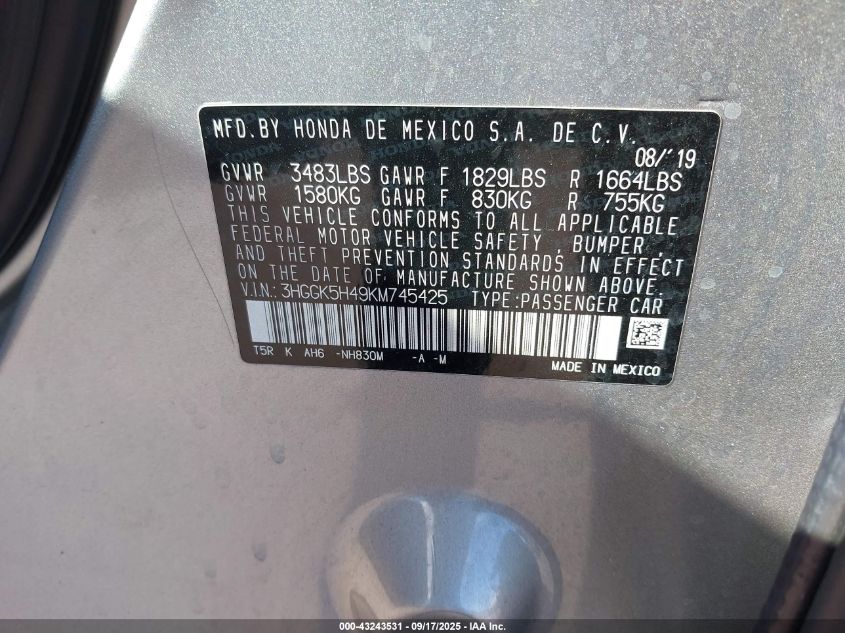 MFD. BY HONDA DE MEXICO S.A. DE C.V.
08/'19
GVWR 3483LBS GAWR F 1829LBS R 1664LBS
GVWR 1580KG GAWR F 830KG R 755KG
THIS VEHICLE CONFORMS TO ALL APPLICABLE
FEDERAL MOTOR VEHICLE SAFETY, BUMPER,
AND THEFT PREVENTION STANDARDS IN EFFECT
ON THE DATE OF MANUFACTURE SHOWN ABOVE.
V.I.N.: 3HGGK5H49KM745425 TYPE:PASSENGER CAR
T5R K AH6 -NH830M -A -M
MADE IN MEXICO
000-43243531 - 09/17/2025 - IAA Inc.